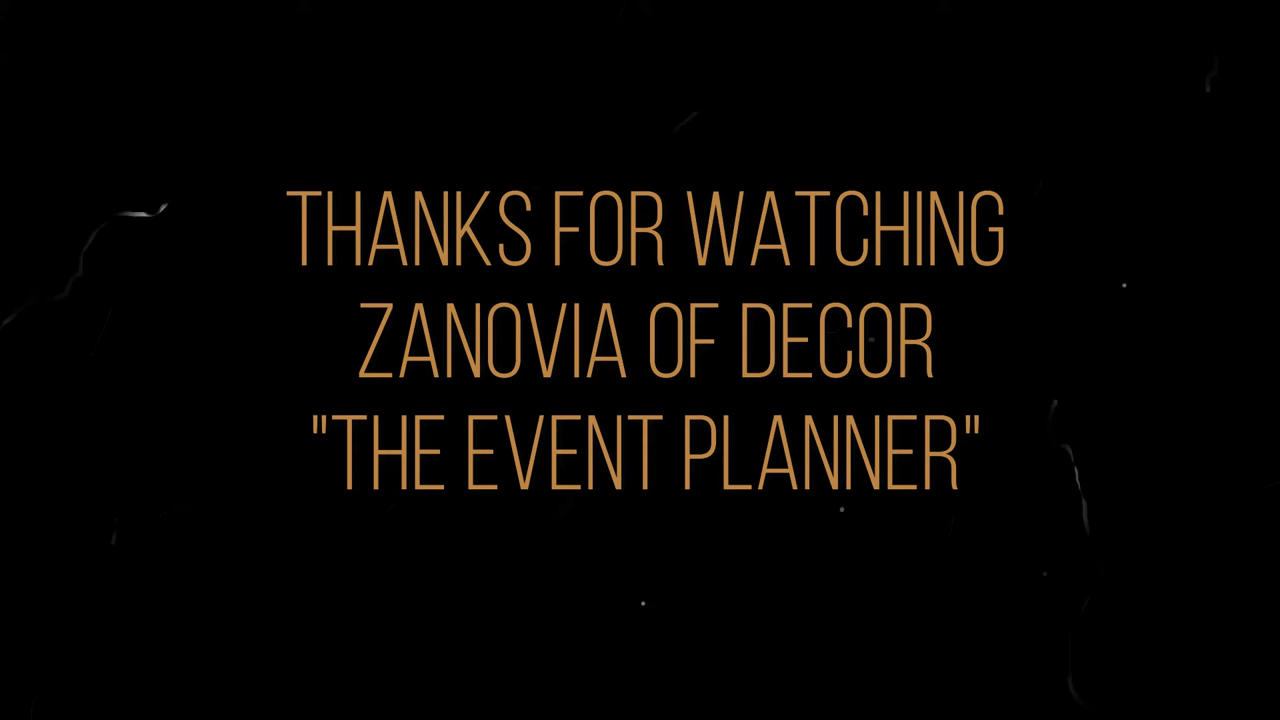 THANKS FOR WATCHING
ZANOVIA OF DECOR
"THE EVENT PLANNER"